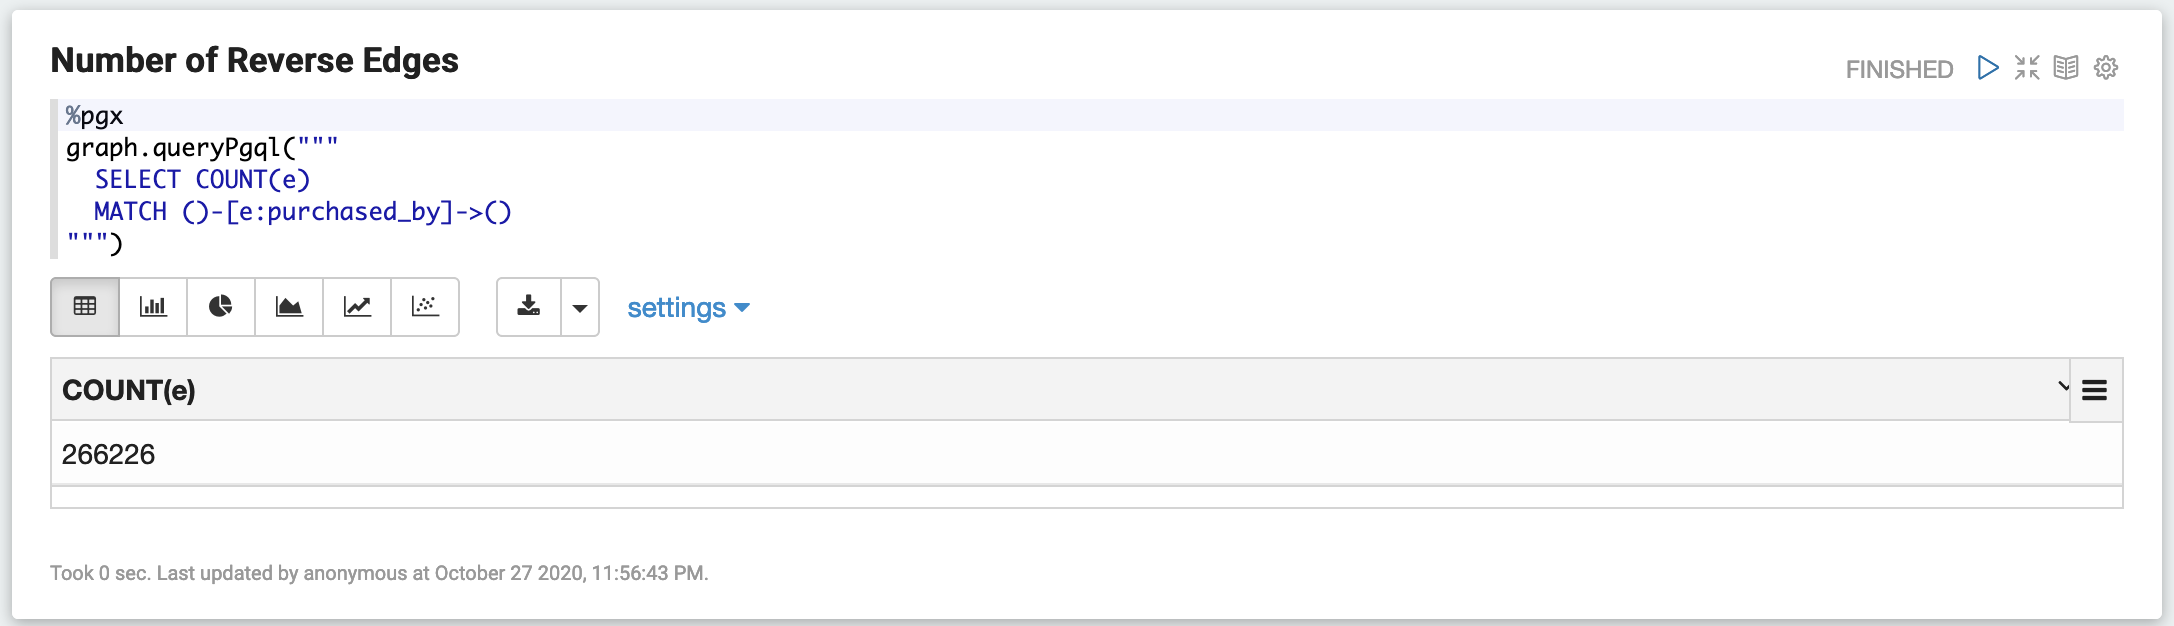 Number of Reverse Edges
FINISHED
%pgx
graph.queryPgql("""
  SELECT COUNT(e)
  MATCH ()-[e:purchased_by]->()
""")
settings
COUNT(e)
266226
Took 0 sec. Last updated by anonymous at October 27 2020, 11:56:43 PM.